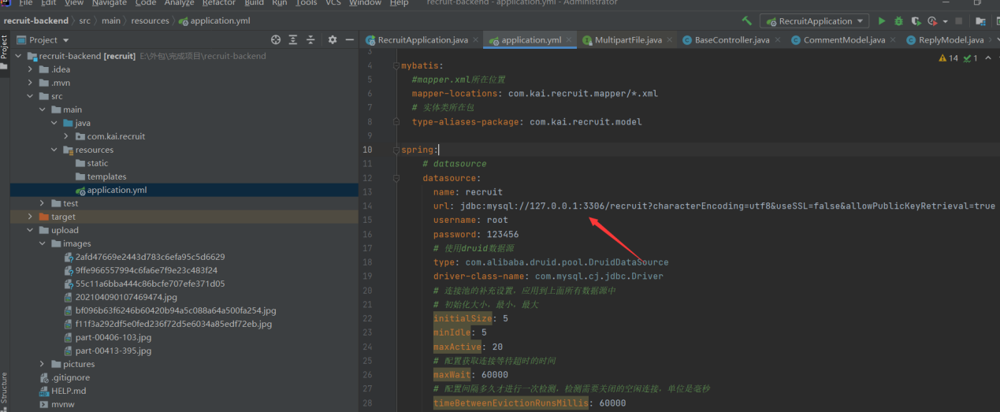 File Edit View Navigate Code Analyze Refactor Build Run Tools VCS Window Help recruit-backend - application.yml - Administrator
recruit-backend src main resources application.yml RecruitApplication
Project
RecruitApplication.java application.yml MultipartFile.java BaseController.java CommentModel.java ReplyModel.java
Project
Structure
recruit-backend [recruit] E:\外包\完成项目\recruit-backend
.idea
.mvn
src
main
java
com.kai.recruit
resources
static
templates
application.yml
test
target
upload
images
2afd47669e2443d783c6efa95c5d6629
9ffe966557994c6fa6e7f9e23c483f24
55c11a6bba444c86bcfe707efe371d05
202104090107469474.jpg
bf096b63f6246b60420b94a5c088a64a500fa254.jpg
f11f3a292df5e0fed236f72d5e6034a85edf72eb.jpg
part-00406-103.jpg
part-00413-395.jpg
pictures
.gitignore
HELP.md
mvnw
14 1
3
4 mybatis:
5 #mapper.xml所在位置
6 mapper-locations: com.kai.recruit.mapper/*.xml
7 # 实体类所在包
8 type-aliases-package: com.kai.recruit.model
9
10 spring:
11 # datasource
12 datasource:
13 name: recruit
14 url: jdbc:mysql://127.0.0.1:3306/recruit?characterEncoding=utf8&useSSL=false&allowPublicKeyRetrieval=true
15 username: root
16 password: 123456
17 # 使用druid数据源
18 type: com.alibaba.druid.pool.DruidDataSource
19 driver-class-name: com.mysql.cj.jdbc.Driver
20 # 连接池的补充设置，应用到上面所有数据源中
21 # 初始化大小，最小，最大
22 initialSize: 5
23 minIdle: 5
24 maxActive: 20
25 # 配置获取连接等待超时的时间
26 maxWait: 60000
27 # 配置间隔多久才进行一次检测，检测需要关闭的空闲连接，单位是毫秒
28 timeBetweenEvictionRunsMillis: 60000